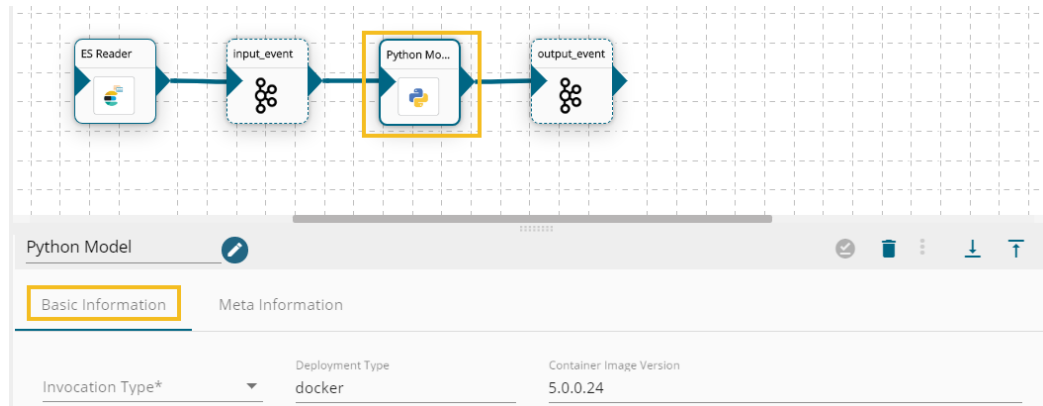 ES Reader
input_event
Python Mo...
output_event
Python Model
Basic Information
Meta Information
Deployment Type
Container Image Version
Invocation Type*
docker
5.0.0.24